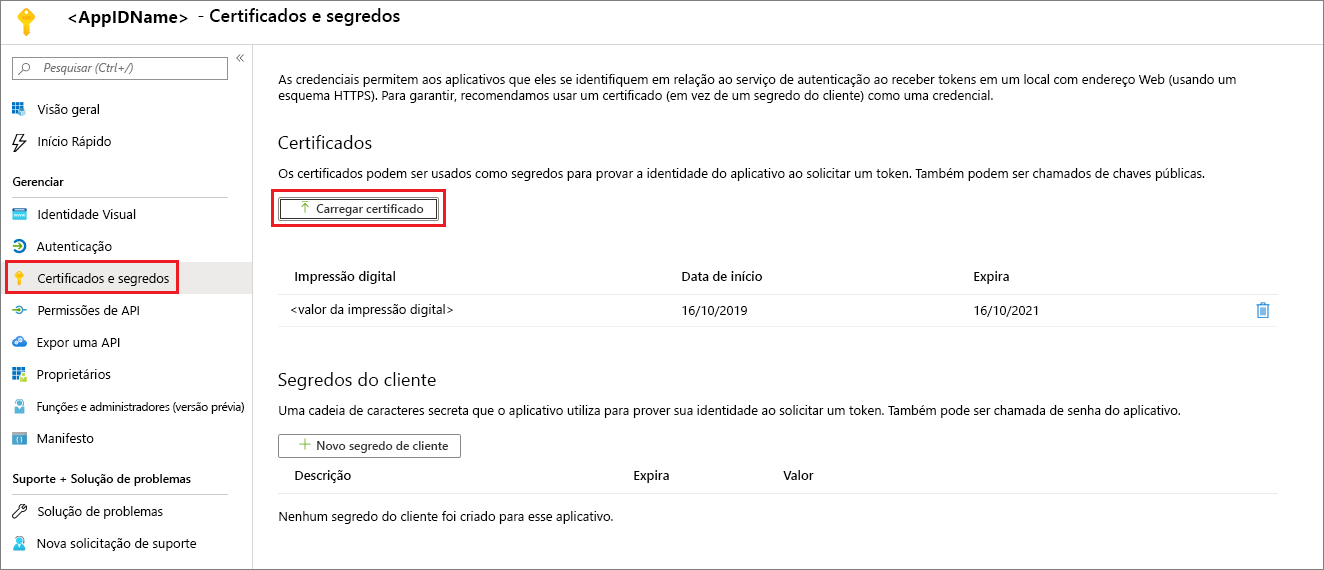 <AppIDName> - Certificados e segredos
Pesquisar (Ctrl+/)
«
Visão geral
Início Rápido
Gerenciar
Identidade Visual
Autenticação
Certificados e segredos
Permissões de API
Expor uma API
Proprietários
Funções e administradores (versão prévia)
Manifesto
Suporte + Solução de problemas
Solução de problemas
Nova solicitação de suporte
As credenciais permitem aos aplicativos que eles se identifiquem em relação ao serviço de autenticação ao receber tokens em um local com endereço Web (usando um
esquema HTTPS). Para garantir, recomendamos usar um certificado (em vez de um segredo do cliente) como uma credencial.
Certificados
Os certificados podem ser usados como segredos para provar a identidade do aplicativo ao solicitar um token. Também podem ser chamados de chaves públicas.
Carregar certificado
Impressão digital Data de início Expira
<valor da impressão digital> 16/10/2019 16/10/2021
Segredos do cliente
Uma cadeia de caracteres secreta que o aplicativo utiliza para prover sua identidade ao solicitar um token. Também pode ser chamada de senha do aplicativo.
Novo segredo de cliente
Descrição Expira Valor
Nenhum segredo do cliente foi criado para esse aplicativo.